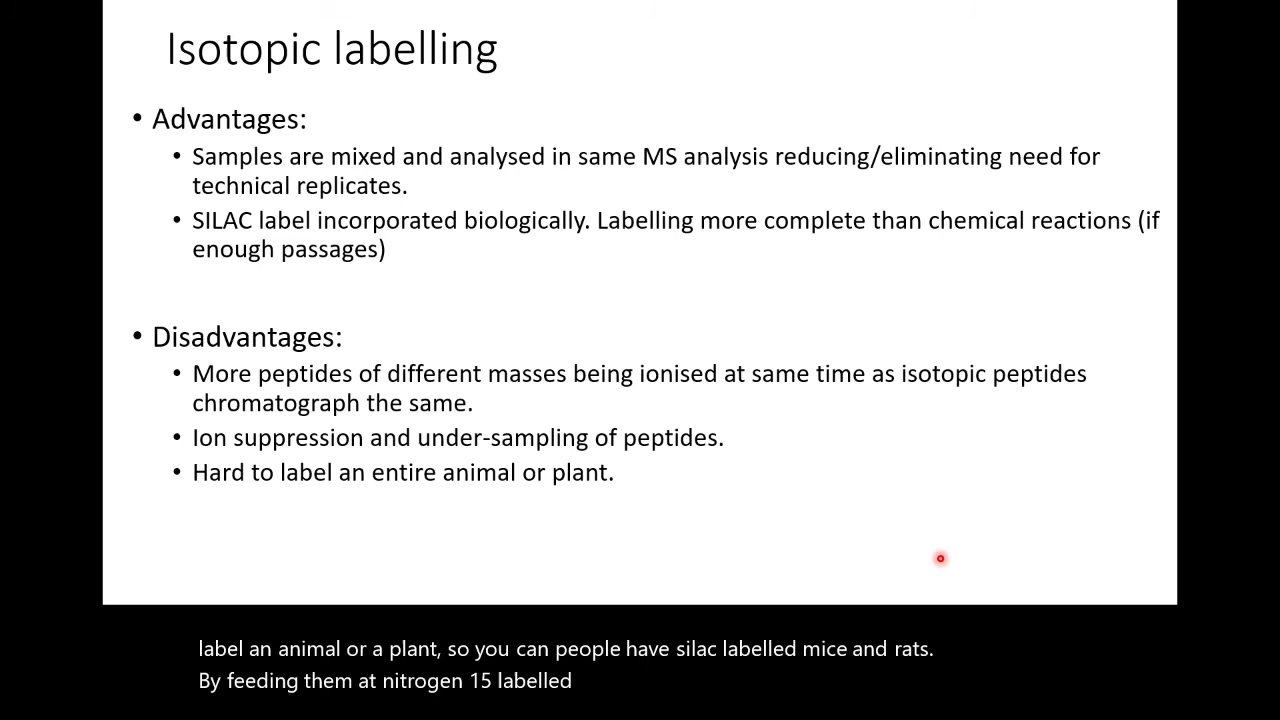 Isotopic labelling
• Advantages:
• Samples are mixed and analysed in same MS analysis reducing/eliminating need for
technical replicates.
• SILAC label incorporated biologically. Labelling more complete than chemical reactions (if
enough passages)
• Disadvantages:
• More peptides of different masses being ionised at same time as isotopic peptides
chromatograph the same.
• Ion suppression and under-sampling of peptides.
• Hard to label an entire animal or plant.
label an animal or a plant, so you can people have silac labelled mice and rats.
By feeding them at nitrogen 15 labelled